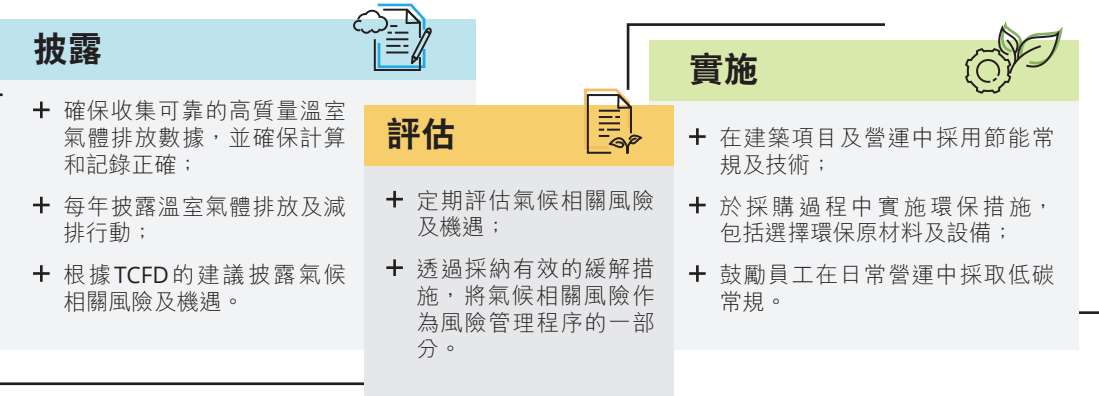 披露
+ 確保收集可靠的高質量溫室
氣體排放數據，並確保計算
和記錄正確；
+ 每年披露溫室氣體排放及減
排行動；
+ 根據TCFD的建議披露氣候
相關風險及機遇。
評估
+ 定期評估氣候相關風險
及機遇；
+ 透過採納有效的緩解措
施，將氣候相關風險作
為風險管理程序的一部
分。
實施
+ 在建築項目及營運中採用節能常
規及技術；
+ 於採購過程中實施環保措施，
包括選擇環保原材料及設備；
+ 鼓勵員工在日常營運中採取低碳
常規。